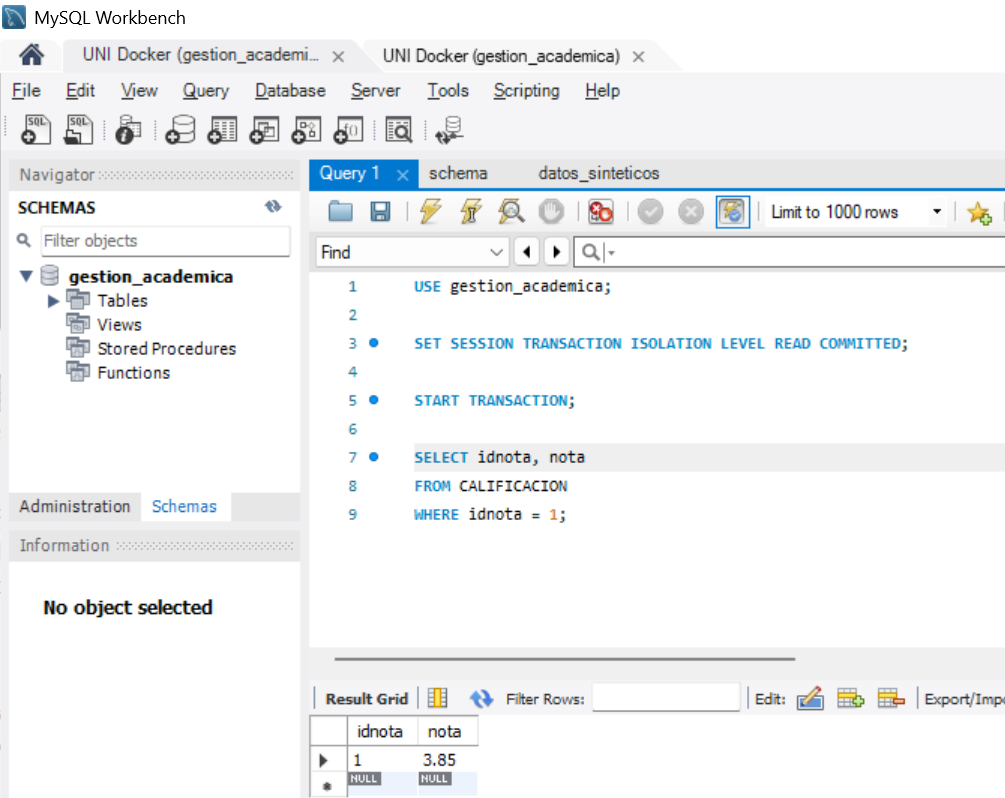 MySQL Workbench
UNI Docker (gestion_academi... ×
UNI Docker (gestion_academica) ×
File Edit View Query Database Server Tools Scripting Help
Navigator
SCHEMAS
Filter objects
gestion_academica
Tables
Views
Stored Procedures
Functions
Administration Schemas
Information
No object selected
Query 1 × schema datos_sinteticos
Limit to 1000 rows
Find
1 USE gestion_academica;
2
3 SET SESSION TRANSACTION ISOLATION LEVEL READ COMMITTED;
4
5 START TRANSACTION;
6
7 SELECT idnota, nota
8 FROM CALIFICACION
9 WHERE idnota = 1;
Result Grid Filter Rows: Edit: Export/Impo
idnota nota
1 3.85
NULL NULL